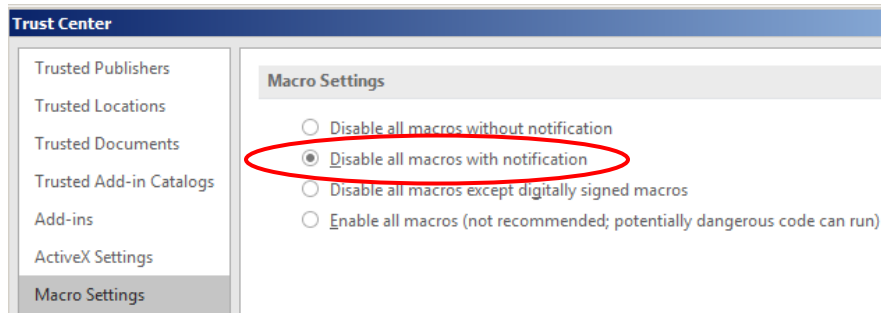 Trust Center
Trusted Publishers
Trusted Locations
Trusted Documents
Trusted Add-in Catalogs
Add-ins
ActiveX Settings
Macro Settings
Macro Settings
Disable all macros without notification
Disable all macros with notification
Disable all macros except digitally signed macros
Enable all macros (not recommended; potentially dangerous code can run)